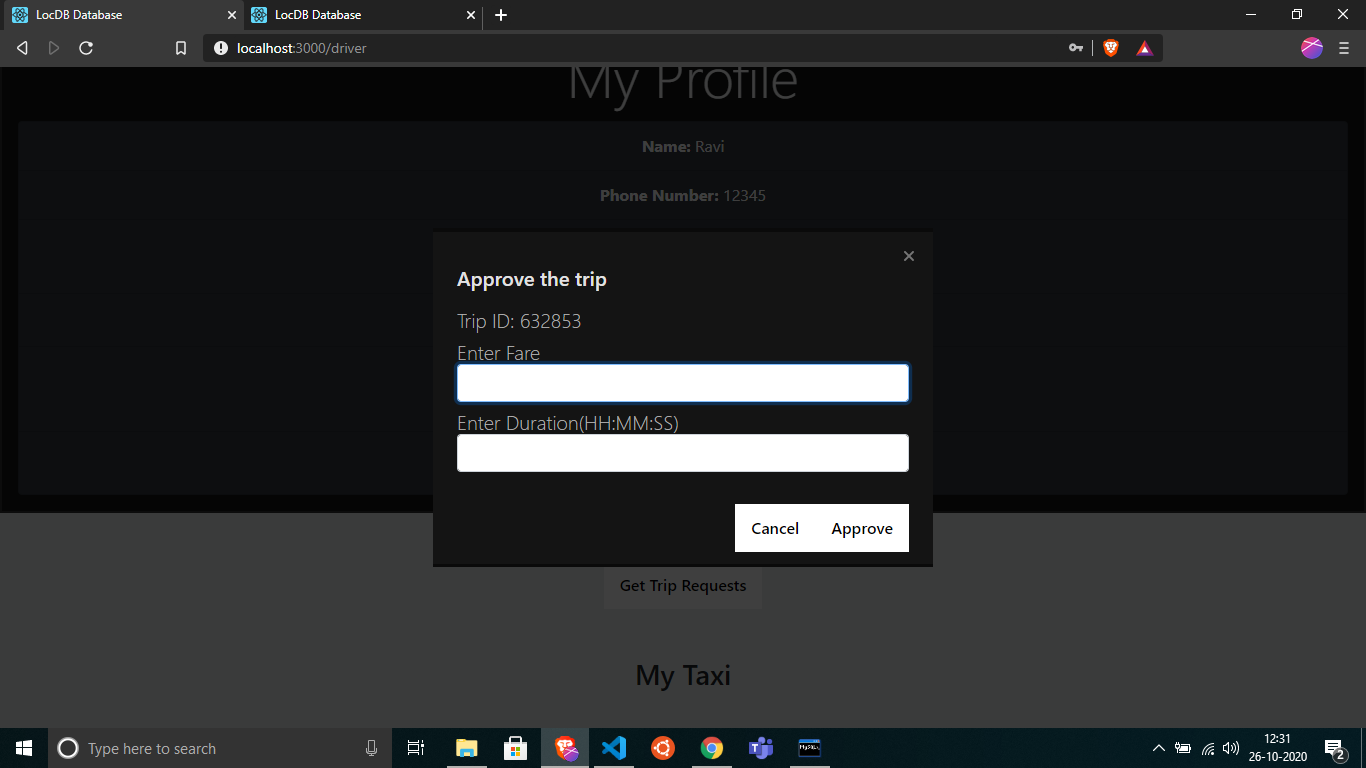 LocDB Database
LocDB Database
localhost:3000/driver
My Profile
Name: Ravi
Phone Number: 12345
Approve the trip
Trip ID: 632853
Enter Fare
Enter Duration(HH:MM:SS)
Cancel Approve
Get Trip Requests
My Taxi
Type here to search
MySQL
12:31
26-10-2020
2